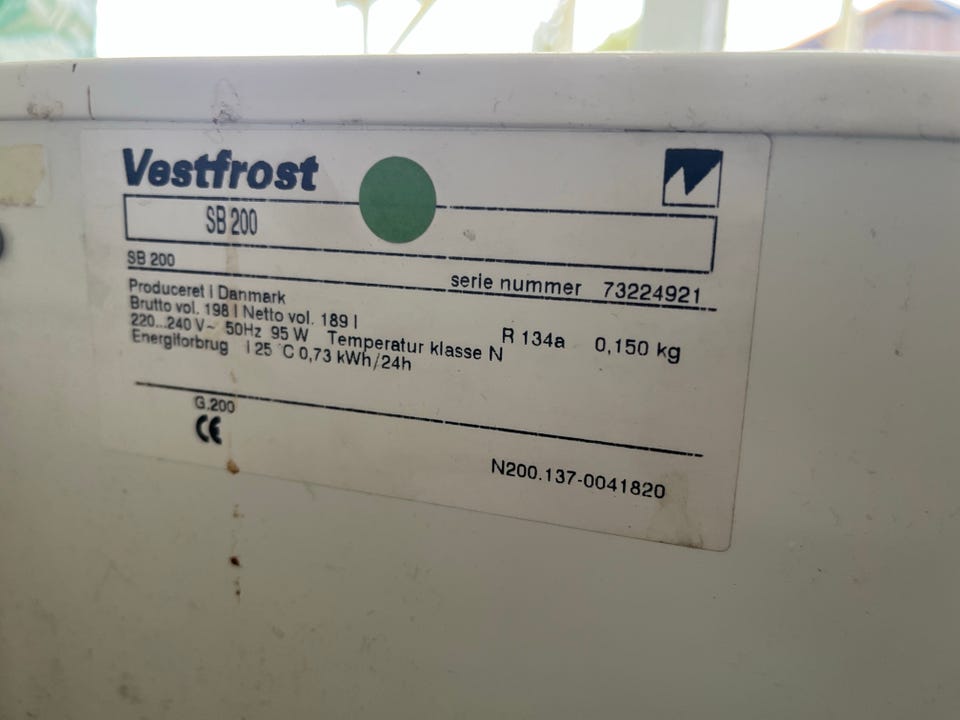 Vestfrost
SB 200
SB 200
serie nummer 73224921
Produceret i Danmark
Brutto vol. 198 l Netto vol. 189 l
220...240 V~ 50Hz 95 W Temperatur klasse N
R 134a 0,150 kg
Energiforbrug I 25 °C 0,73 kWh/24h
G.200
CE
N200.137-0041820